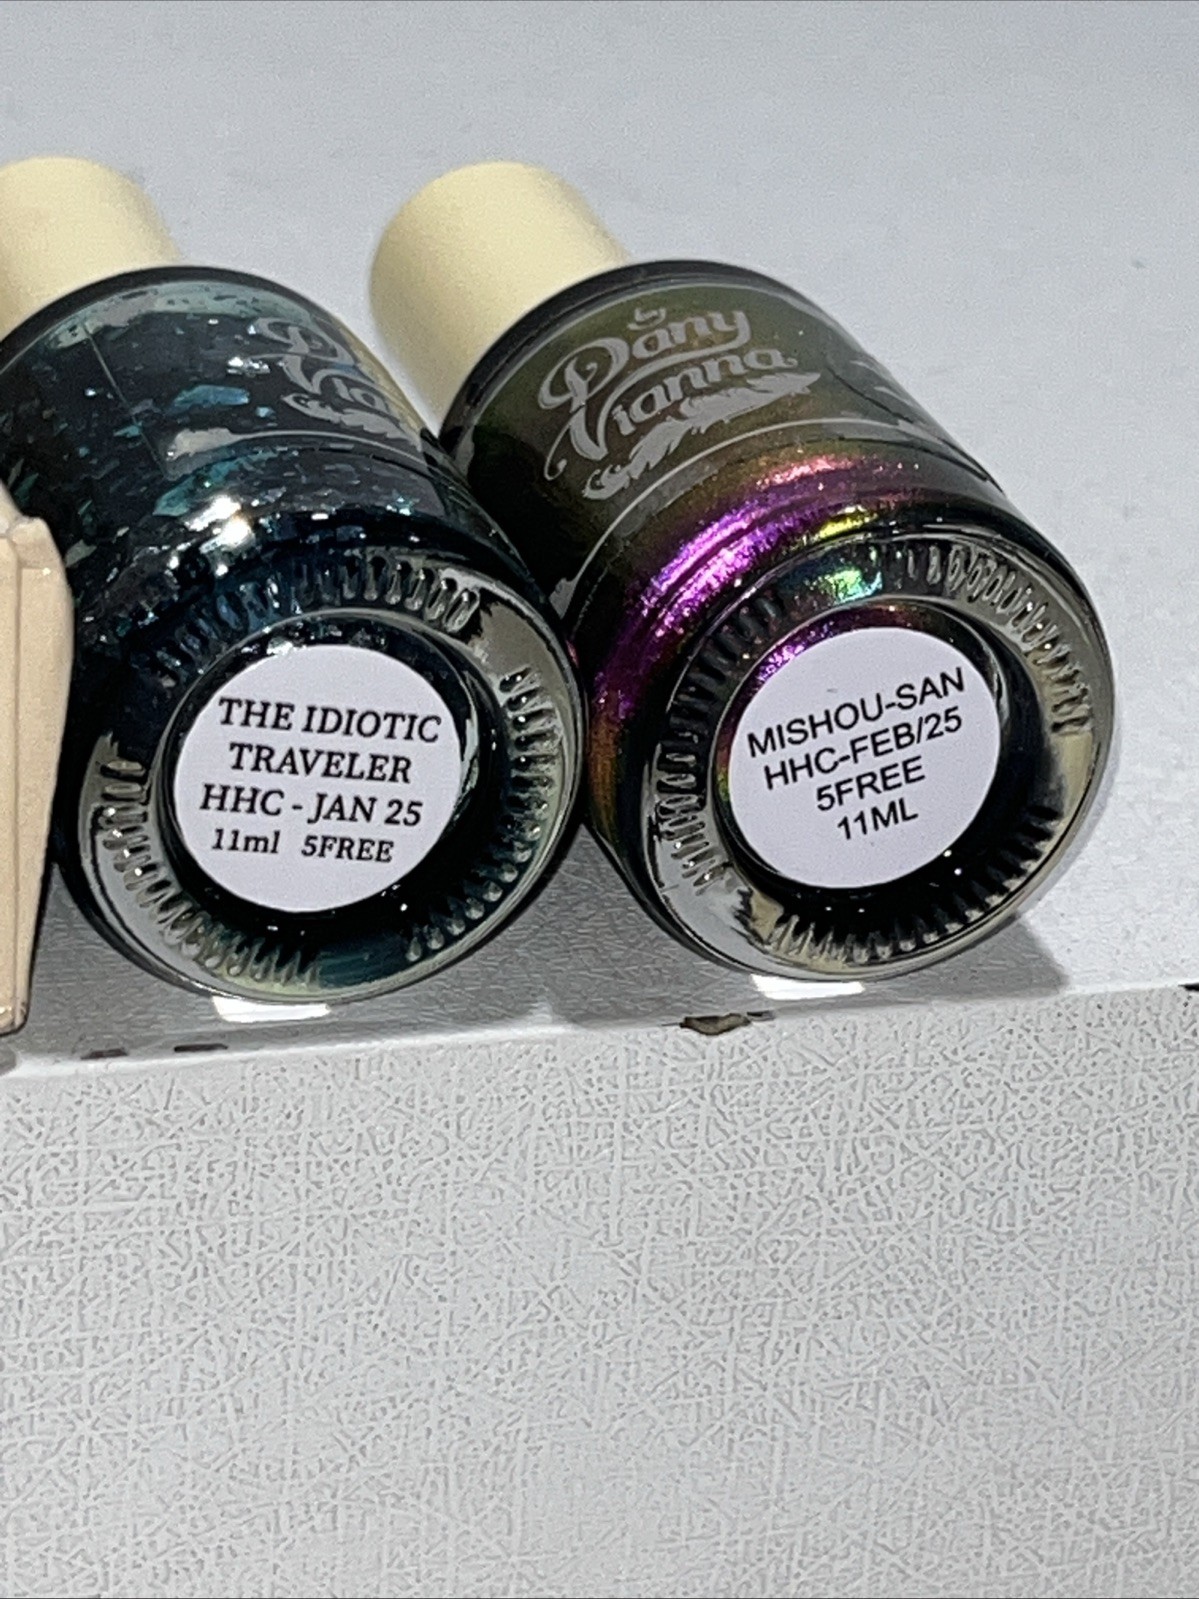 by
Dany
Vianna
THE IDIOTIC
TRAVELER
HHC - JAN 25
11ml 5FREE
MISHOU-SAN
HHC-FEB/25
5FREE
11ML